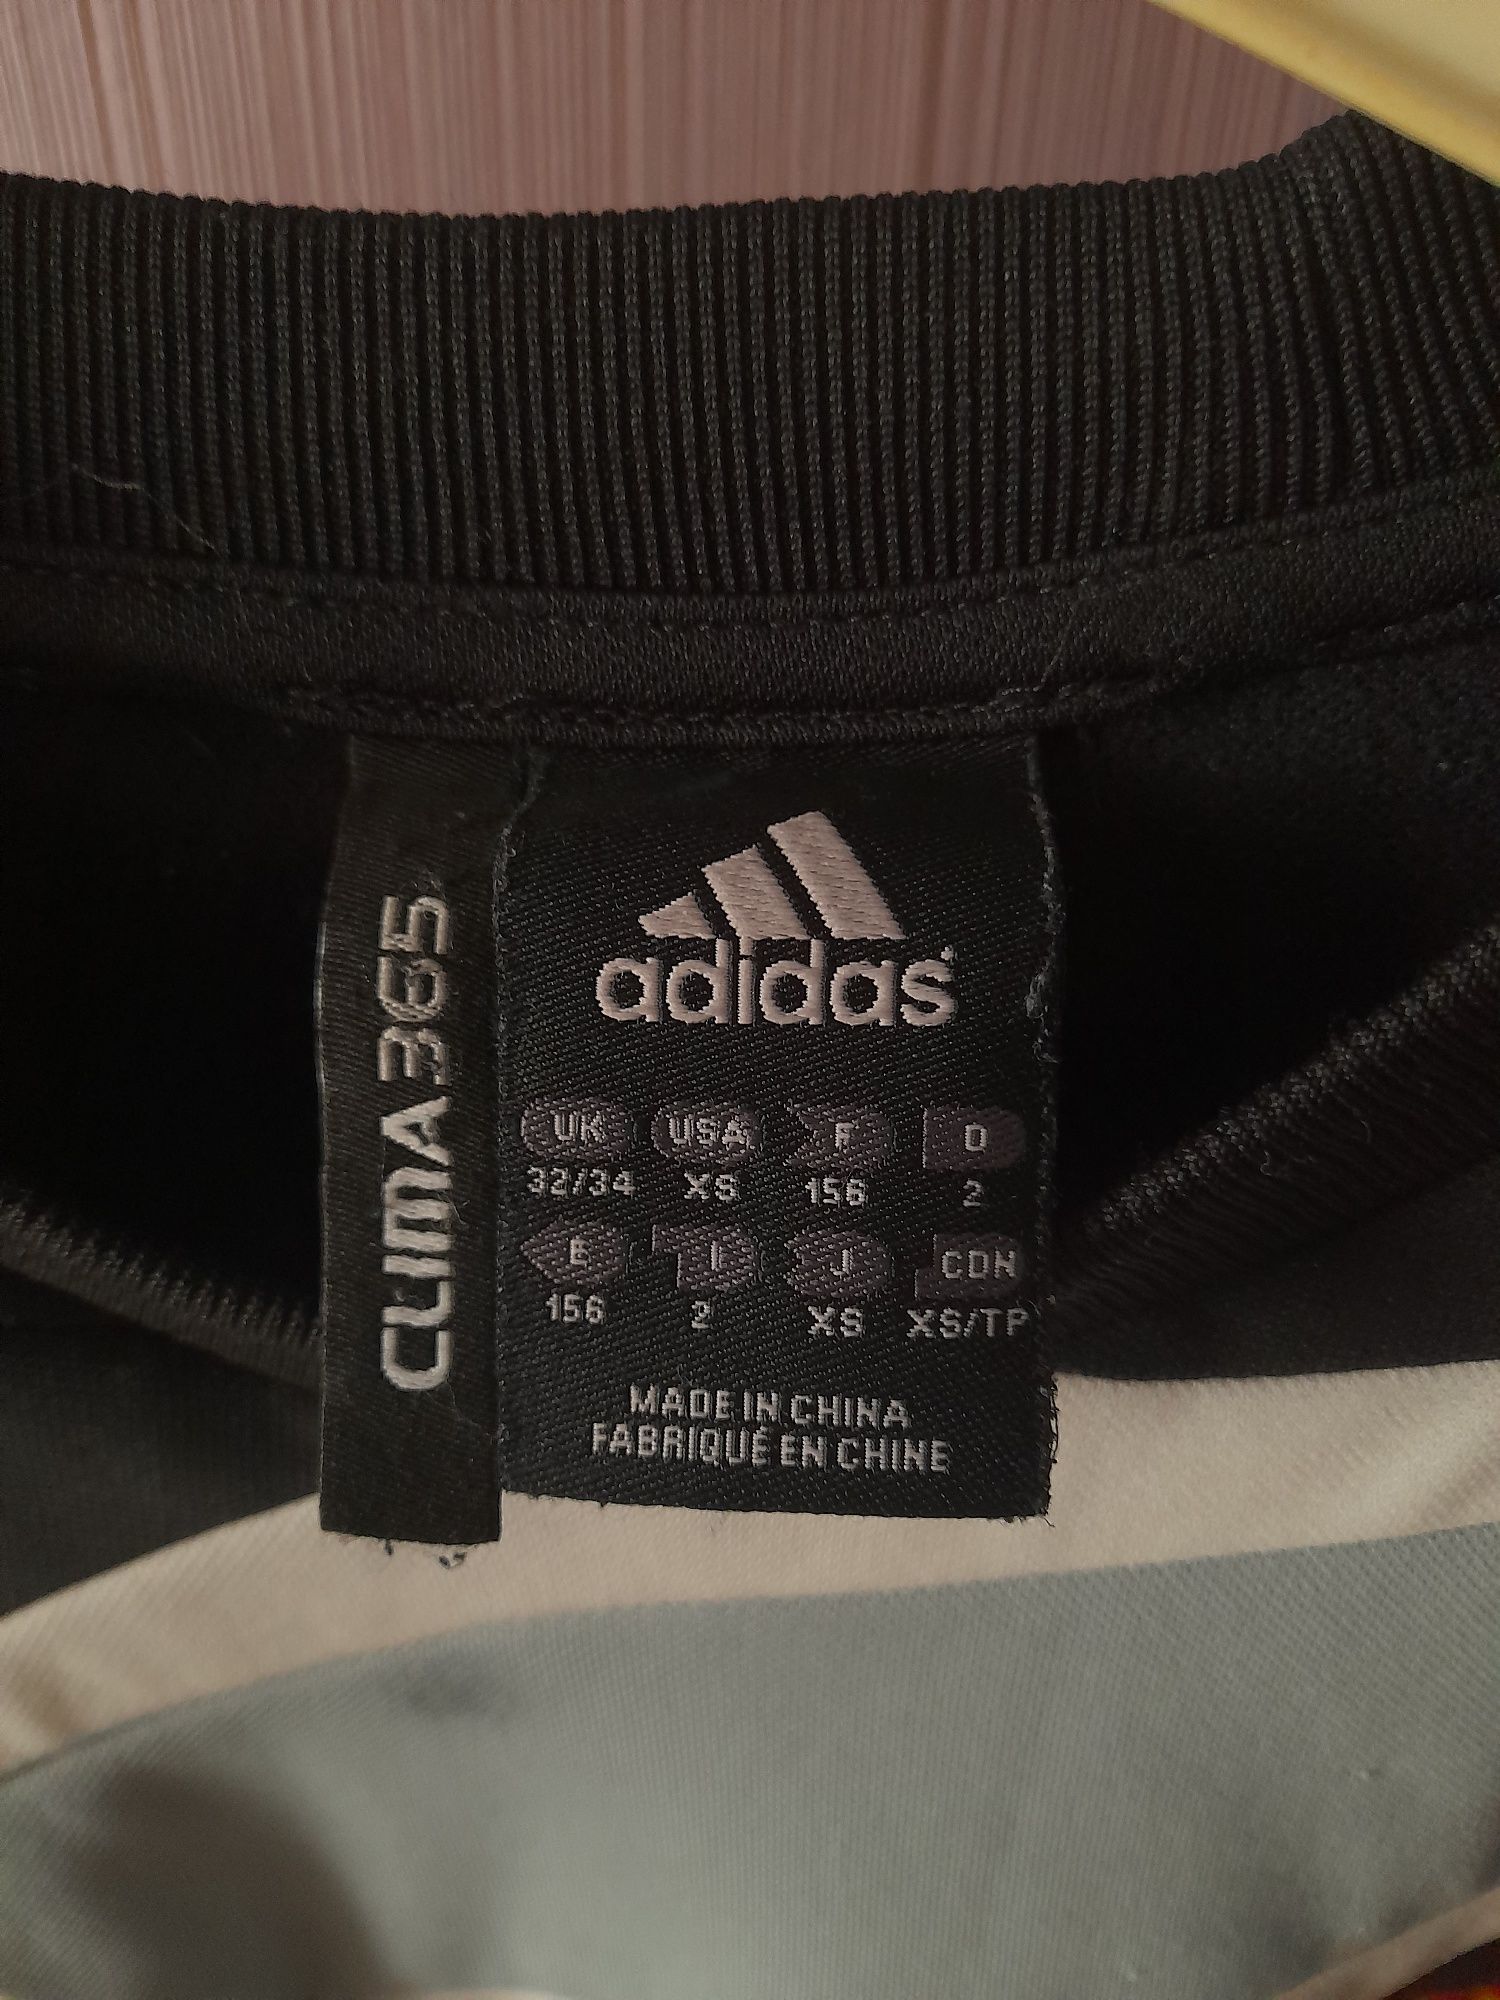 CLIMA365
adidas
UK USA F D
32/34 XS 156 2
E I J CDN
156 2 XS XS/TP
MADE IN CHINA
FABRIQUÉ EN CHINE